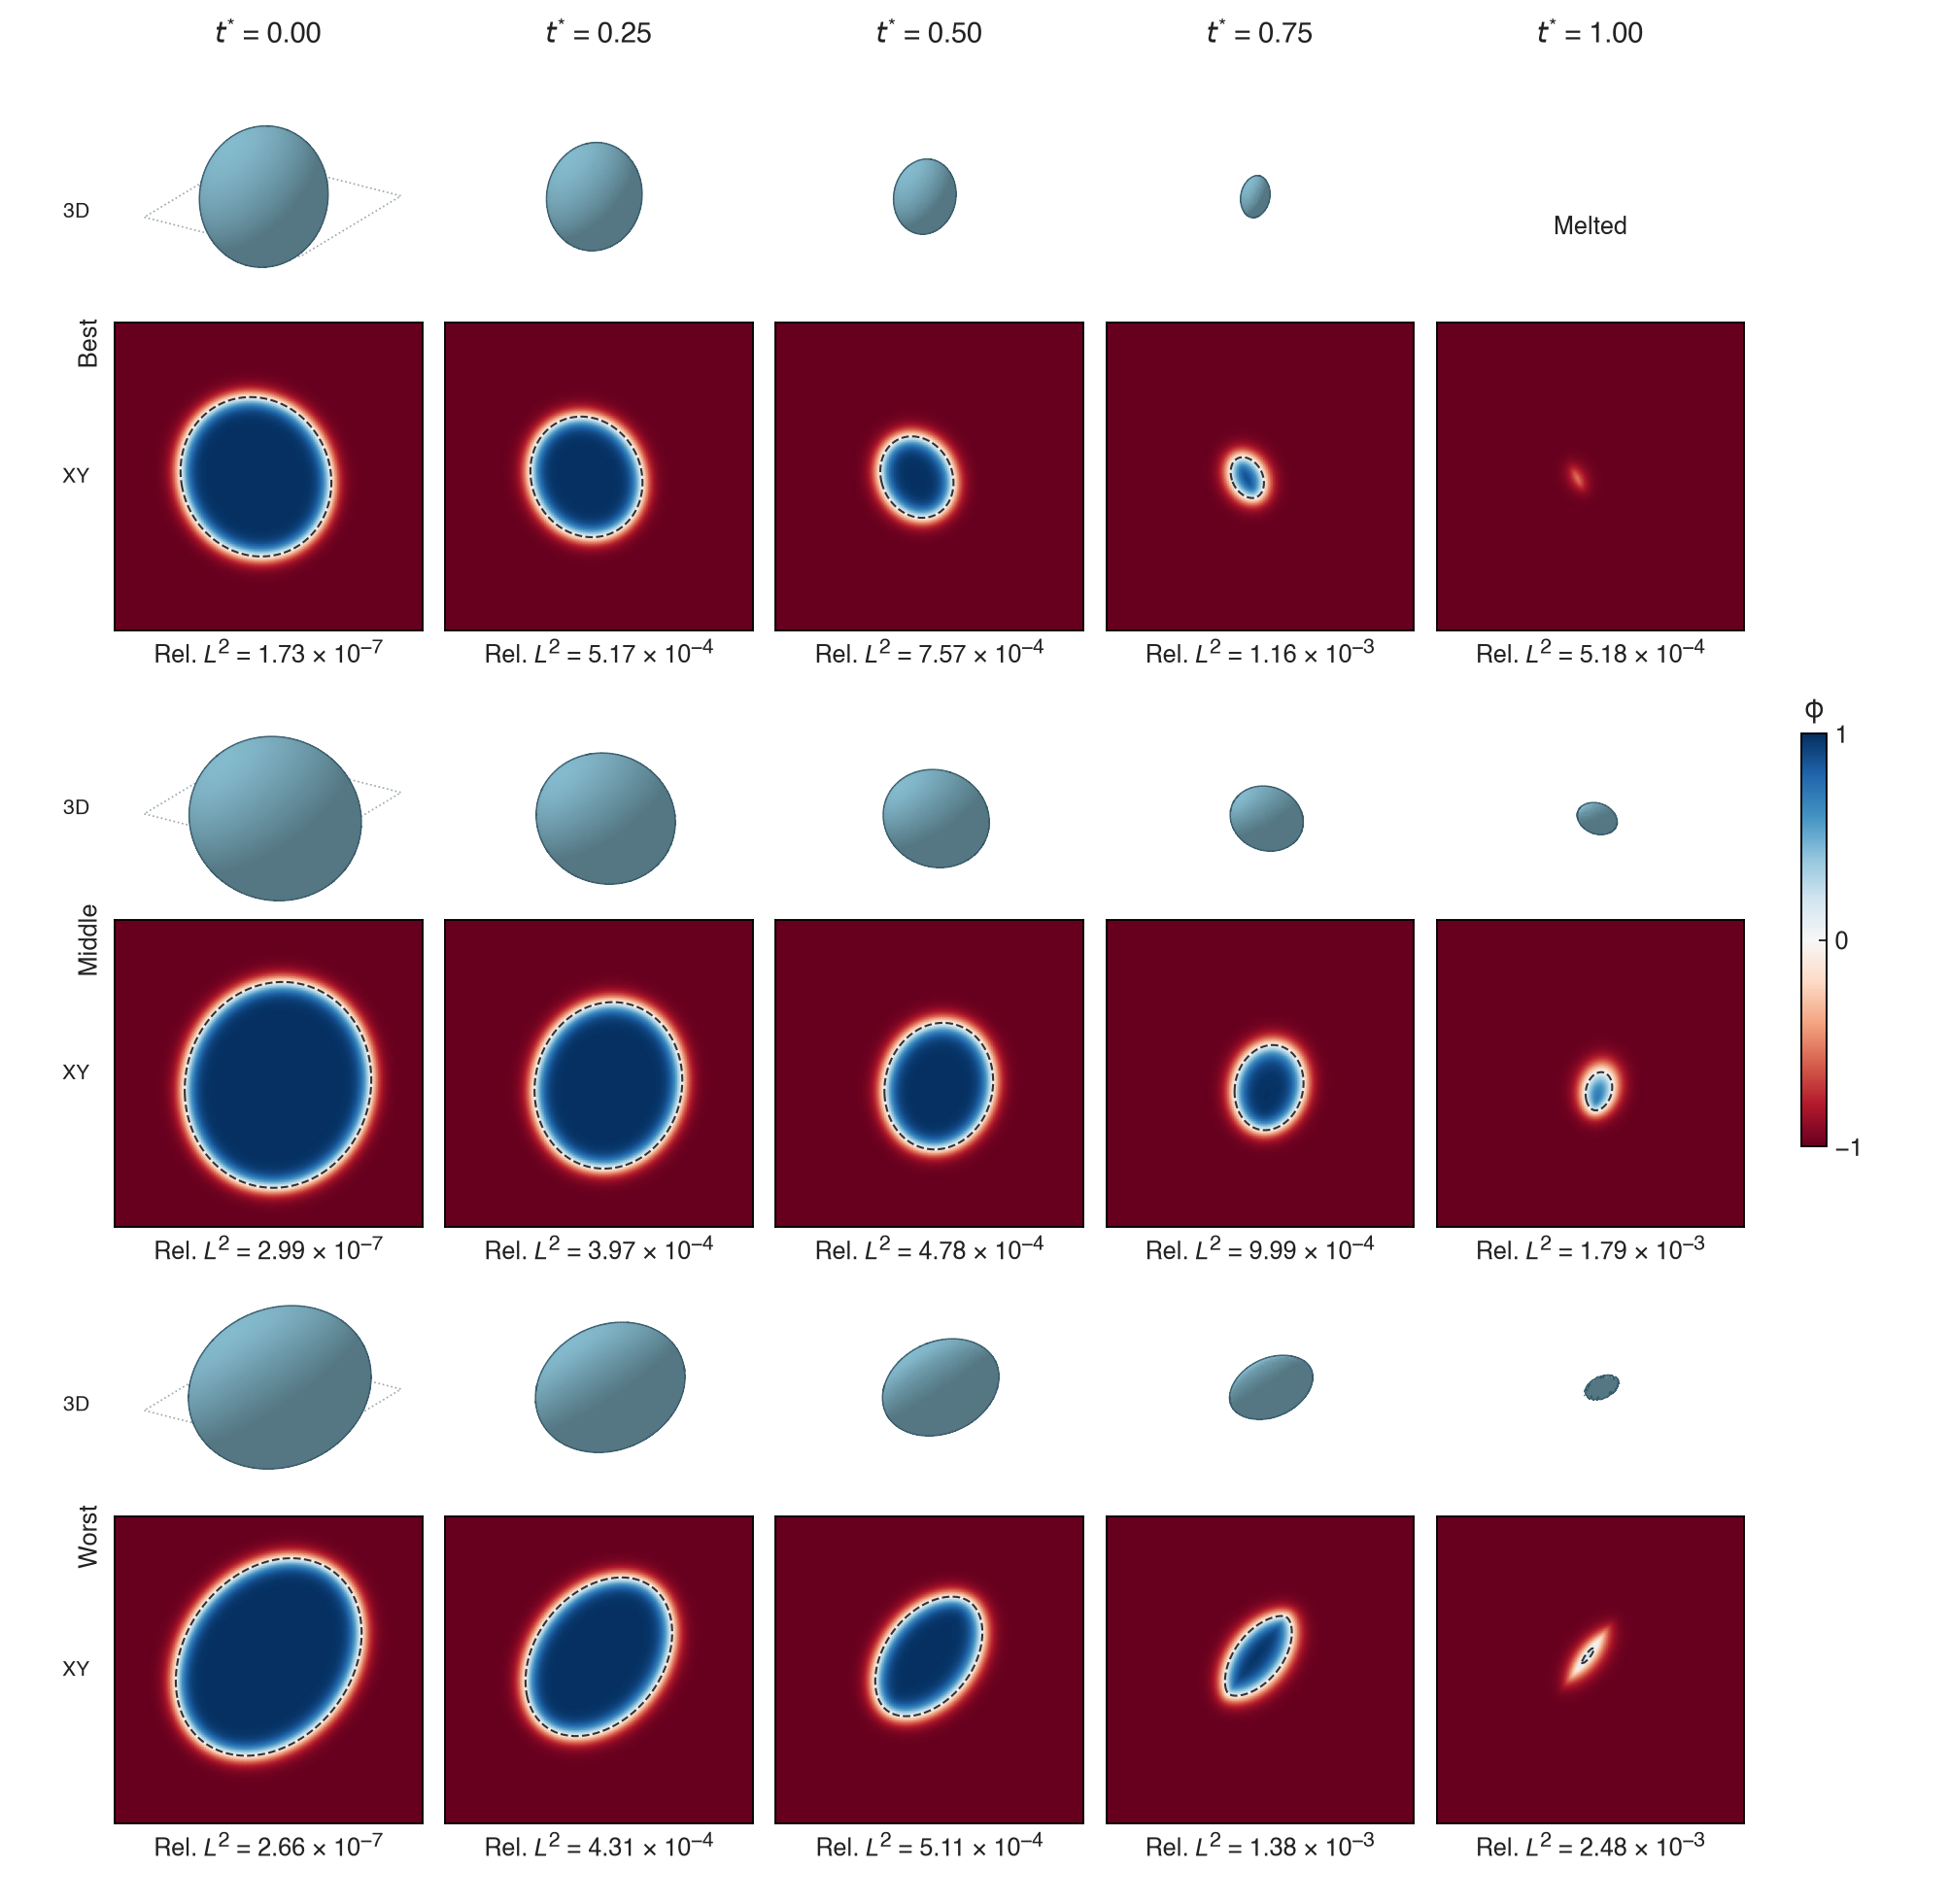 t* = 0.00 t* = 0.25 t* = 0.50 t* = 0.75 t* = 1.00
3D
Melted
Best
XY
Rel. L² = 1.73 × 10⁻⁷ Rel. L² = 5.17 × 10⁻⁴ Rel. L² = 7.57 × 10⁻⁴ Rel. L² = 1.16 × 10⁻³ Rel. L² = 5.18 × 10⁻⁴
3D
Middle
XY
Rel. L² = 2.99 × 10⁻⁷ Rel. L² = 3.97 × 10⁻⁴ Rel. L² = 4.78 × 10⁻⁴ Rel. L² = 9.99 × 10⁻⁴ Rel. L² = 1.79 × 10⁻³
3D
Worst
XY
Rel. L² = 2.66 × 10⁻⁷ Rel. L² = 4.31 × 10⁻⁴ Rel. L² = 5.11 × 10⁻⁴ Rel. L² = 1.38 × 10⁻³ Rel. L² = 2.48 × 10⁻³
Φ
1
0
−1